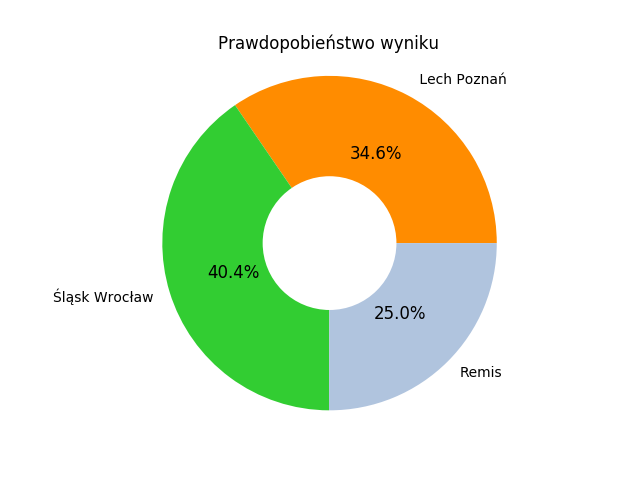 Prawdopobieństwo wyniku
Lech Poznań
34.6%
40.4%
Śląsk Wrocław
25.0%
Remis